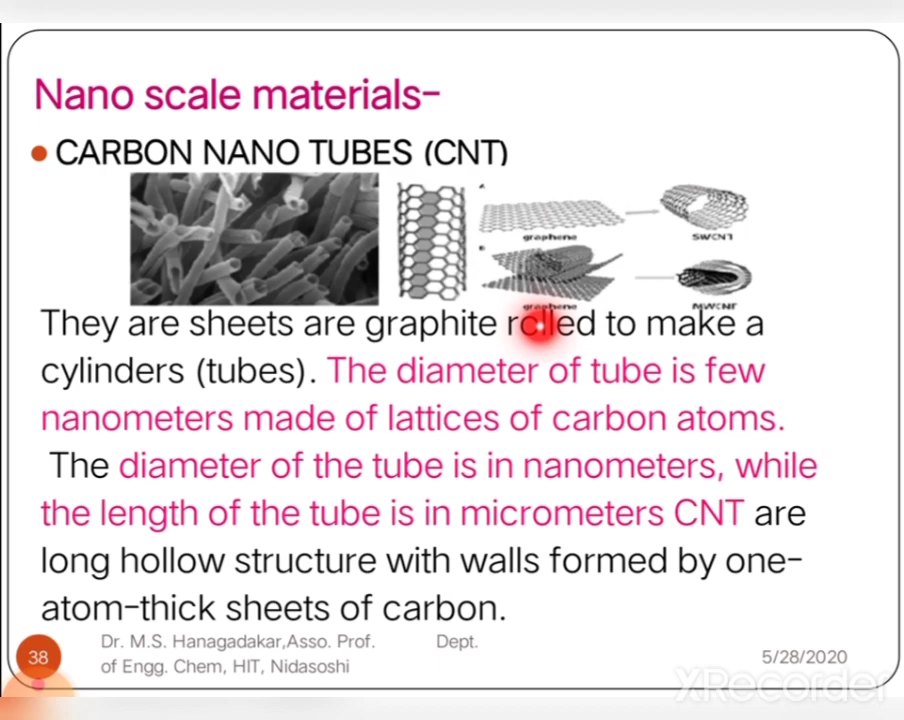 Nano scale materials-
• CARBON NANO TUBES (CNT)
A
graphene
SWCNT
B
graphene
MWCNT
They are sheets are graphite rolled to make a
cylinders (tubes). The diameter of tube is few
nanometers made of lattices of carbon atoms.
The diameter of the tube is in nanometers, while
the length of the tube is in micrometers CNT are
long hollow structure with walls formed by one-
atom-thick sheets of carbon.
38
Dr. M.S. Hanagadakar,Asso. Prof. Dept.
of Engg. Chem, HIT, Nidasoshi
5/28/2020
XRecorder